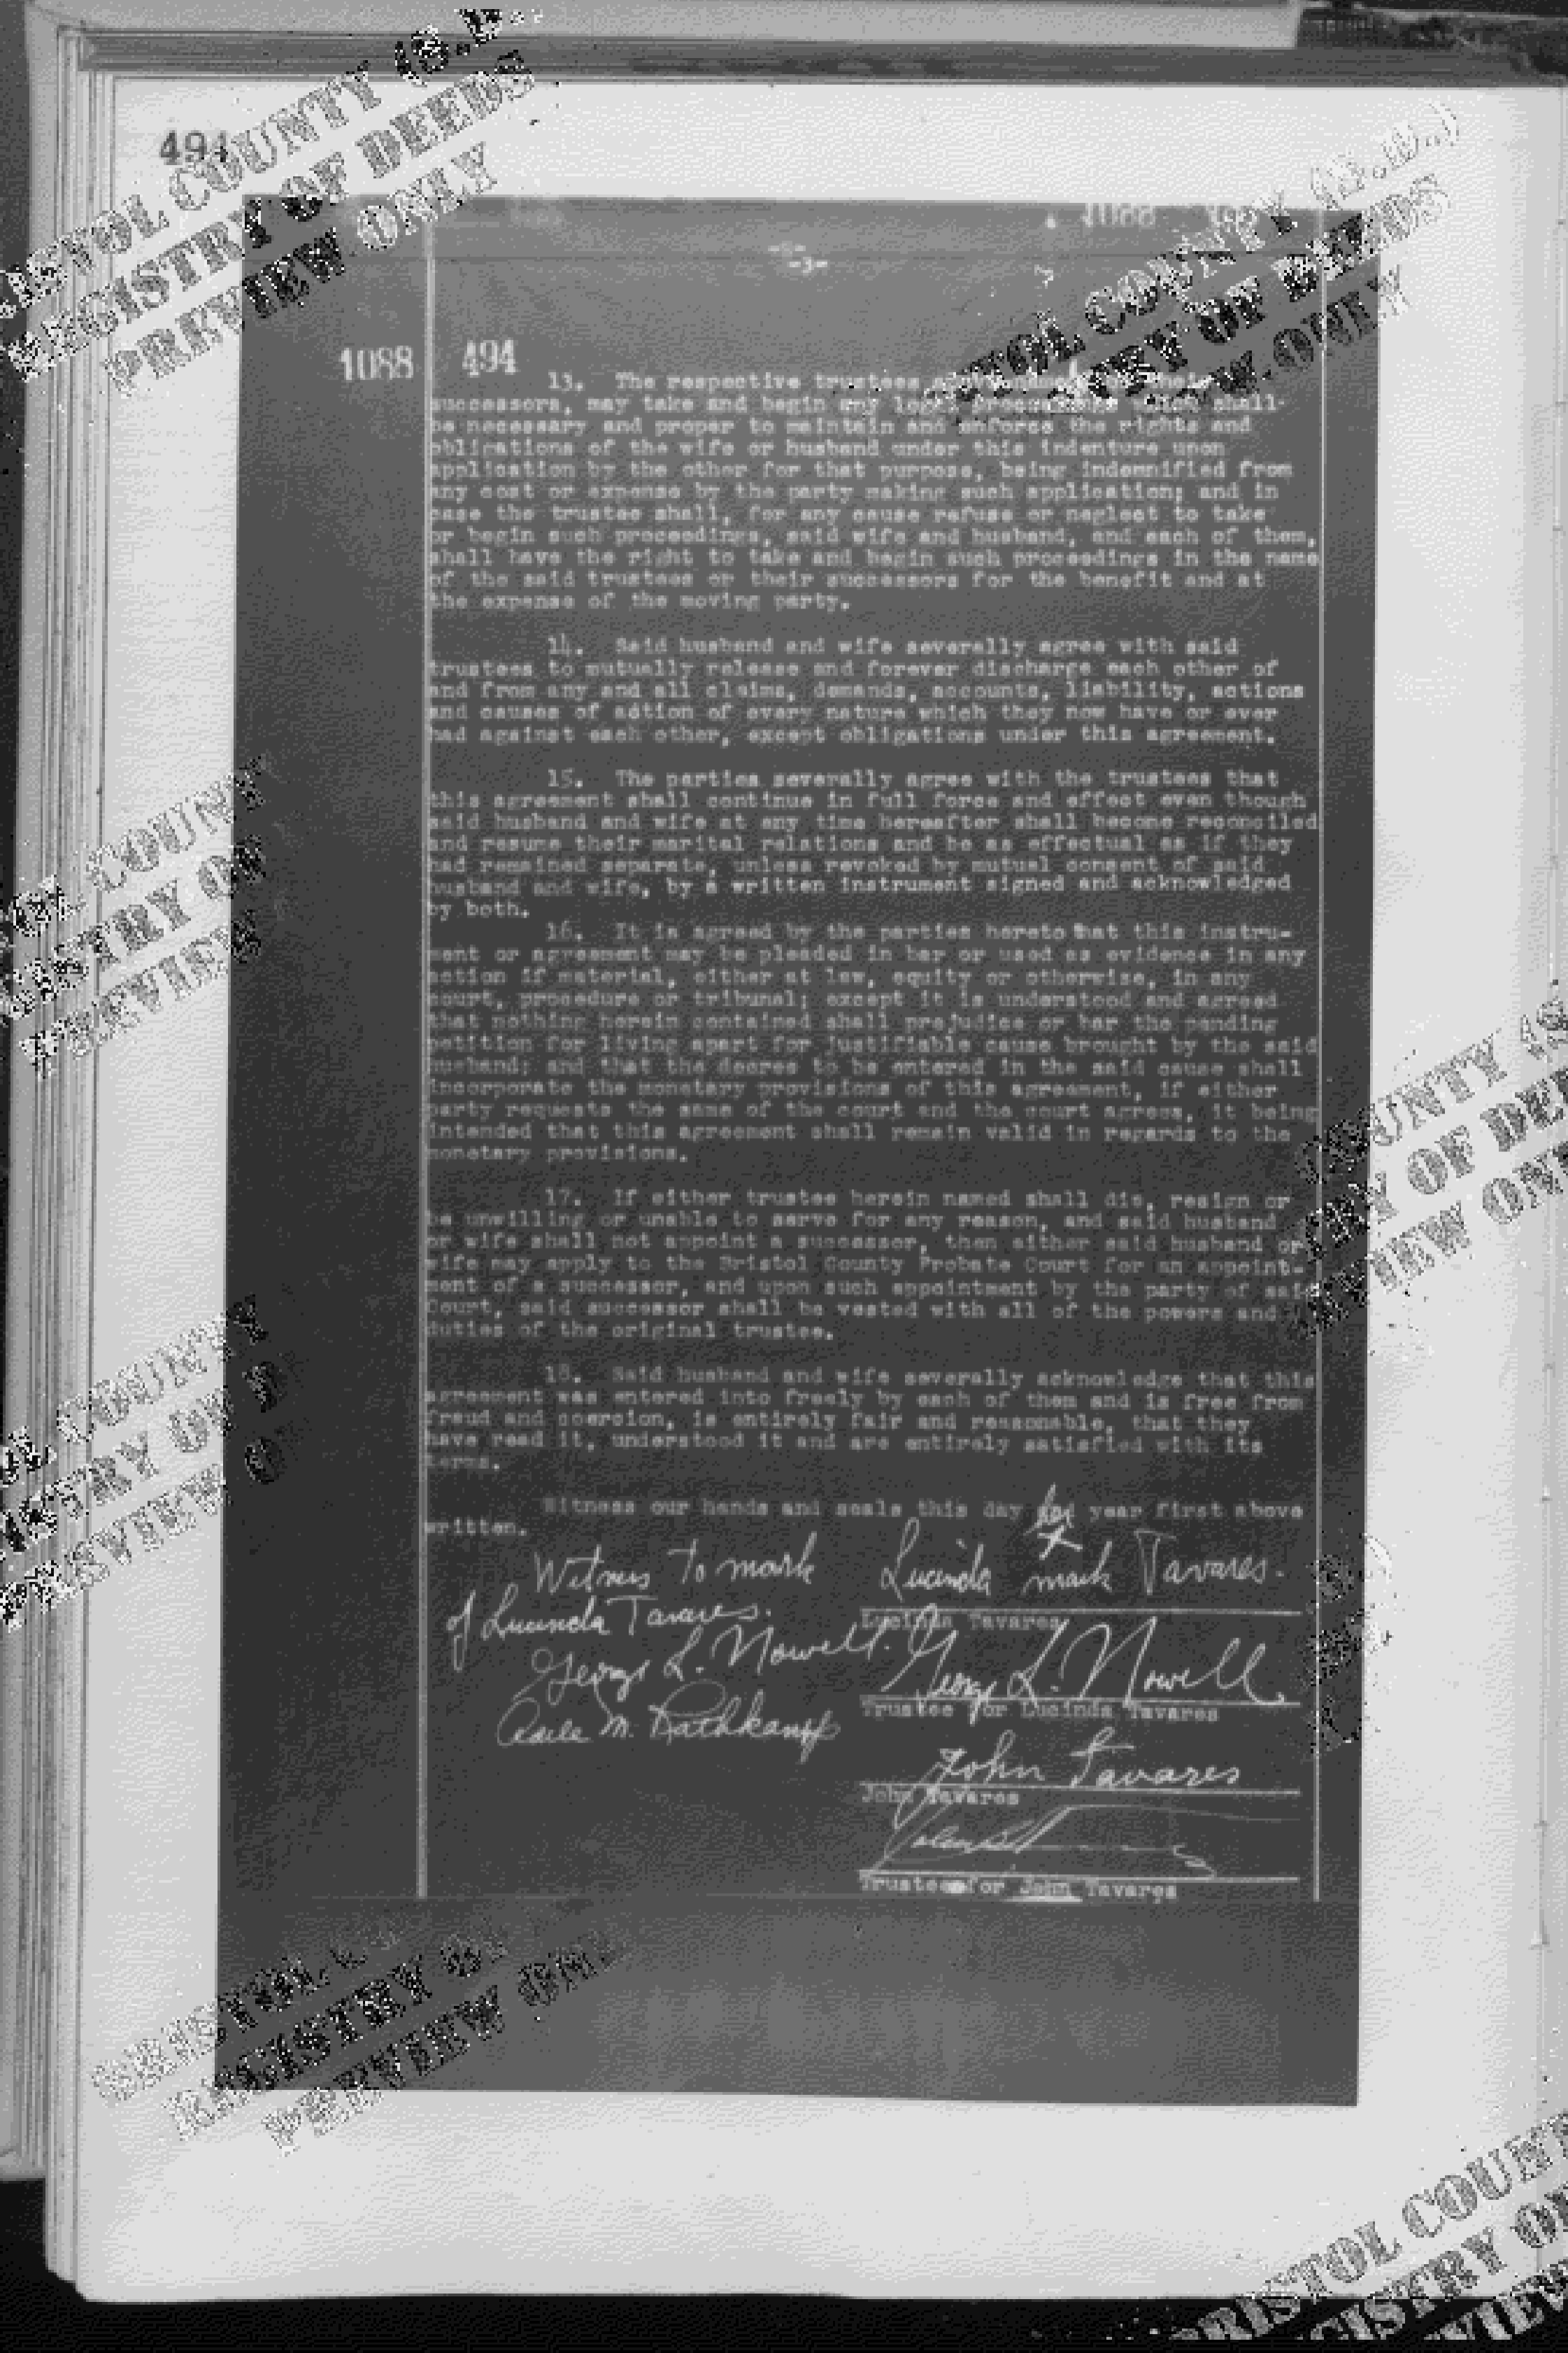 494
BRISTOL COUNTY (S.D.)
REGISTRY OF DEEDS
PREVIEW ONLY
1088
-3-
1088 494
13. The respective trustees or their
successors, may take and begin any legal proceedings which shall
be necessary and proper to maintain and enforce the rights and
obligations of the wife or husband under this indenture upon
application by the other for that purpose, being indemnified from
any cost or expense by the party making such application; and in
case the trustee shall, for any cause refuse or neglect to take
or begin such proceedings, said wife and husband, and each of them,
shall have the right to take and begin such proceedings in the name
of the said trustees or their successors for the benefit and at
the expense of the moving party.
14. Said husband and wife severally agree with said
trustees to mutually release and forever discharge each other of
and from any and all claims, demands, accounts, liability, actions
and causes of adtion of every nature which they now have or ever
had against each other, except obligations under this agreement.
15. The parties severally agree with the trustees that
this agreement shall continue in full force and effect even though
said husband and wife at any time hereafter shall become reconciled
and resume their marital relations and be as effectual as if they
had remained separate, unless revoked by mutual consent of said
husband and wife, by a written instrument signed and acknowledged
by both.
16. It is agreed by the parties hereto that this instru-
ment or agreement may be pleaded in bar or used as evidence in any
action if material, either at law, equity or otherwise, in any
court, procedure or tribunal; except it is understood and agreed
that nothing herein contained shall prejudice or bar the pending
petition for living apart for justifiable cause brought by the said
husband; and that the decree to be entered in the said cause shall
incorporate the monetary provisions of this agreement, if either
party requests the same of the court and the court agrees, it being
intended that this agreement shall remain valid in regards to the
monetary provisions.
17. If either trustee herein named shall die, resign or
be unwilling or unable to serve for any reason, and said husband
or wife shall not appoint a successor, then either said husband or
wife may apply to the Bristol County Probate Court for an appoint-
ment of a successor, and upon such appointment by the party of said
Court, said successor shall be vested with all of the powers and
duties of the original trustee.
18. Said husband and wife severally acknowledge that this
agreement was entered into freely by each of them and is free from
fraud and coercion, is entirely fair and reasonable, that they
have read it, understood it and are entirely satisfied with its
terms.
Witness our hands and seals this day year first above
written.
her
Witness To mark Lucinda X mark Tavares.
of Lucinda Tavares. Lucinda Tavares
George L. Nowell. George L. Nowell.
Trustee for Lucinda Tavares
Adele M. Rathkamp
John Tavares
John Tavares
Trustee for John Tavares